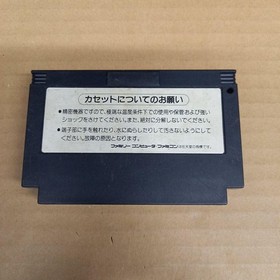 カセットについてのお願い
●精密機器ですので、極端な温度条件下での使用や保管および強い
ショックをさけてください。また、絶対に分解しないでください。
●端子部に手を触れたり、水にぬらしたりして汚さないようにして
ください。故障の原因となります。
ファミリー コンピュータ ファミコンは任天堂の商標です。